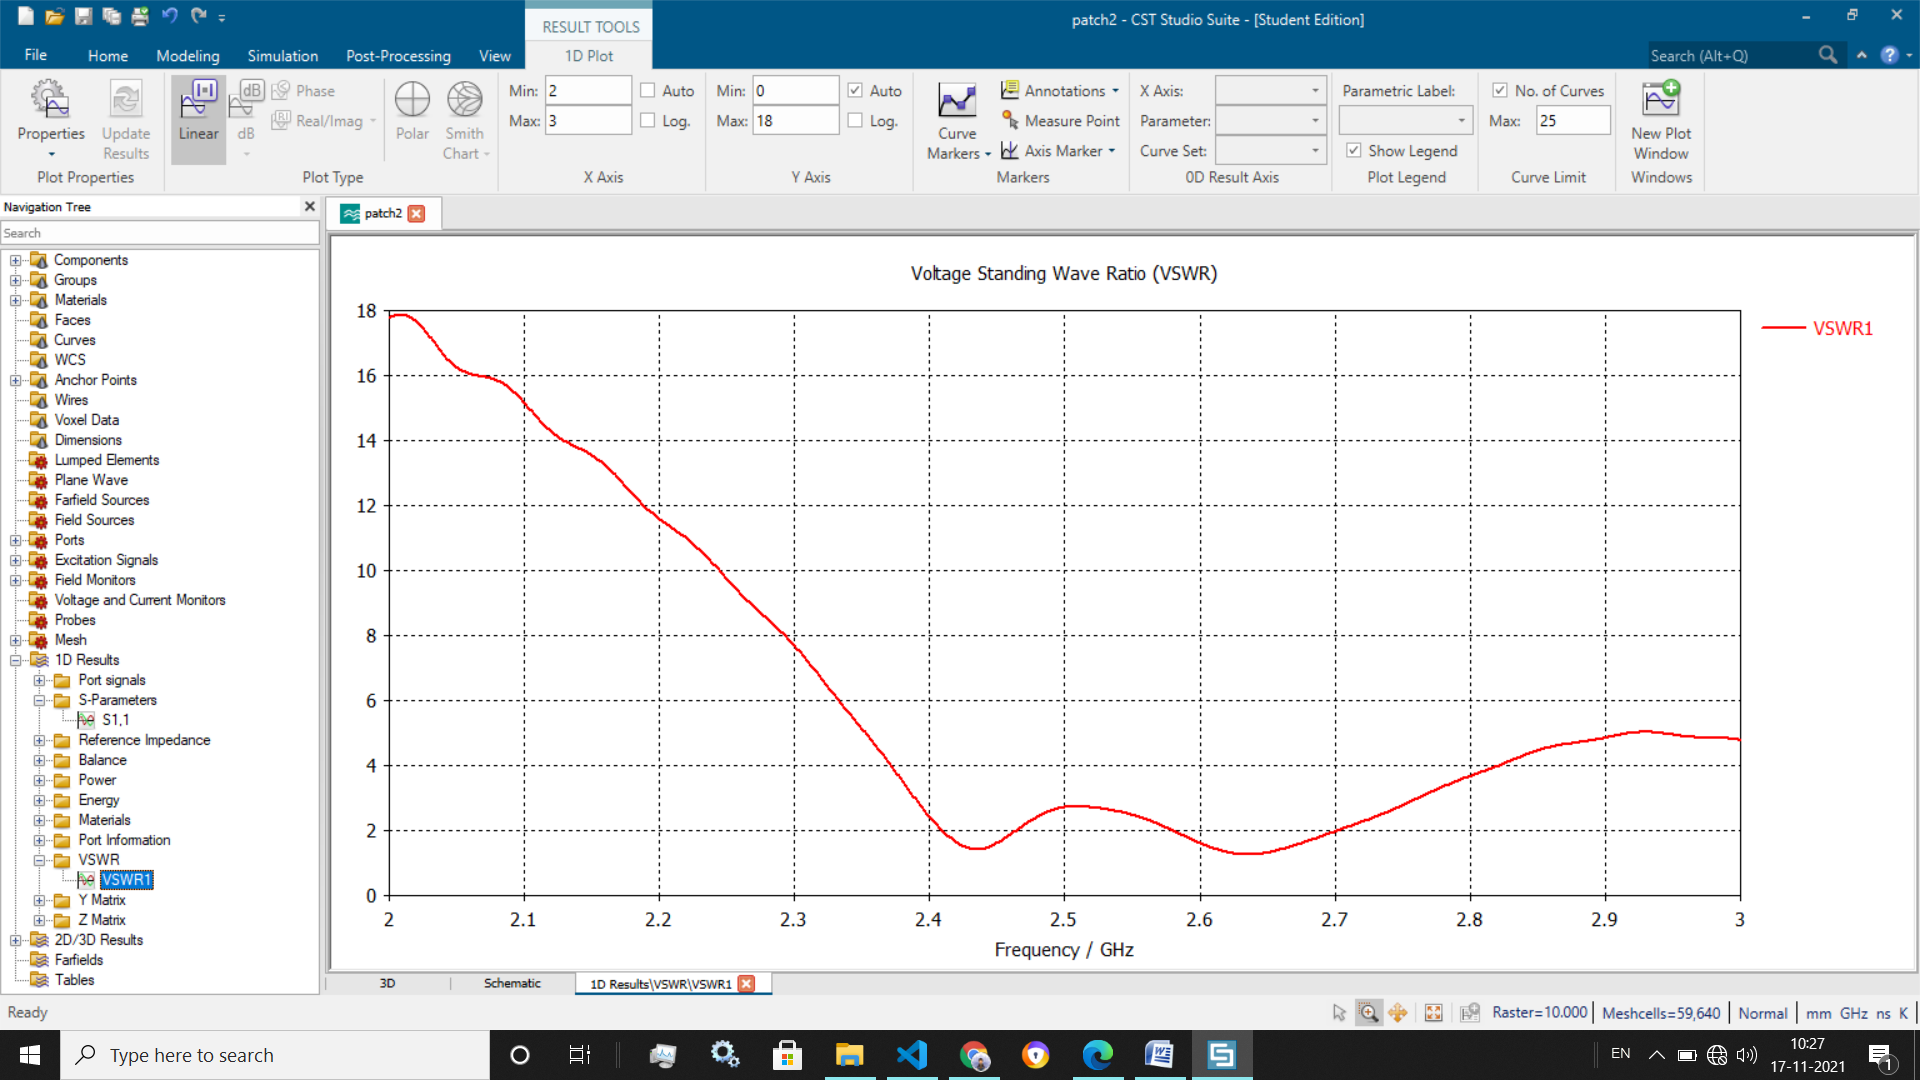 RESULT TOOLS
patch2 - CST Studio Suite - [Student Edition]
File Home Modeling Simulation Post-Processing View 1D Plot Search (Alt+Q)
Properties Update Results
Plot Properties
Linear dB Phase Real/Imag Polar Smith Chart
Plot Type
Min: 2 Auto
Max: 3 Log.
X Axis
Min: 0 Auto
Max: 18 Log.
Y Axis
Curve Markers Annotations
Measure Point
Axis Marker
Markers
X Axis:
Parameter:
Curve Set:
0D Result Axis
Parametric Label:
Show Legend
Plot Legend
No. of Curves
Max: 25
Curve Limit
New Plot Window
Windows
Navigation Tree
Search
Components
Groups
Materials
Faces
Curves
WCS
Anchor Points
Wires
Voxel Data
Dimensions
Lumped Elements
Plane Wave
Farfield Sources
Field Sources
Ports
Excitation Signals
Field Monitors
Voltage and Current Monitors
Probes
Mesh
1D Results
Port signals
S-Parameters
S1,1
Reference Impedance
Balance
Power
Energy
Materials
Port Information
VSWR
VSWR1
Y Matrix
Z Matrix
2D/3D Results
Farfields
Tables
patch2
Voltage Standing Wave Ratio (VSWR)
VSWR1
18
16
14
12
10
8
6
4
2
0
2 2.1 2.2 2.3 2.4 2.5 2.6 2.7 2.8 2.9 3
Frequency / GHz
3D Schematic 1D Results\VSWR\VSWR1
Ready Raster=10.000 Meshcells=59,640 Normal mm GHz ns K
Type here to search
EN
10:27
17-11-2021
1